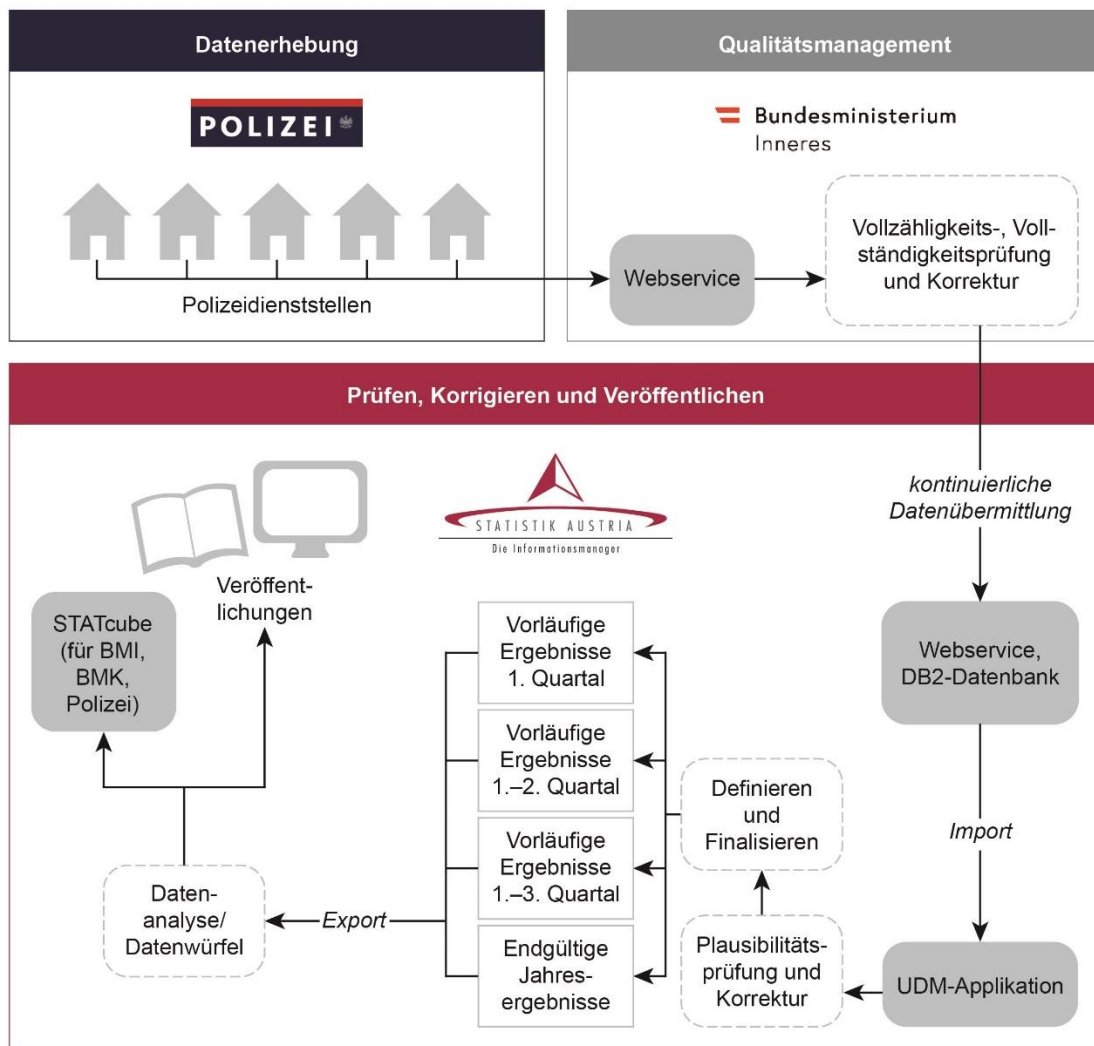 Datenerhebung
POLIZEI
Polizeidienststellen
Qualitätsmanagement
Bundesministerium
Inneres
Webservice
Vollzähligkeits-, Voll-
ständigkeitsprüfung
und Korrektur
Prüfen, Korrigieren und Veröffentlichen
kontinuierliche
Datenübermittlung
Webservice,
DB2-Datenbank
Import
UDM-Applikation
Plausibilitäts-
prüfung und
Korrektur
Definieren
und
Finalisieren
STATISTIK AUSTRIA
Die Informationsmanager
Vorläufige
Ergebnisse
1. Quartal
Vorläufige
Ergebnisse
1.–2. Quartal
Vorläufige
Ergebnisse
1.–3. Quartal
Endgültige
Jahres-
ergebnisse
Export
Daten-
analyse/
Datenwürfel
STATcube
(für BMI,
BMK,
Polizei)
Veröffent-
lichungen